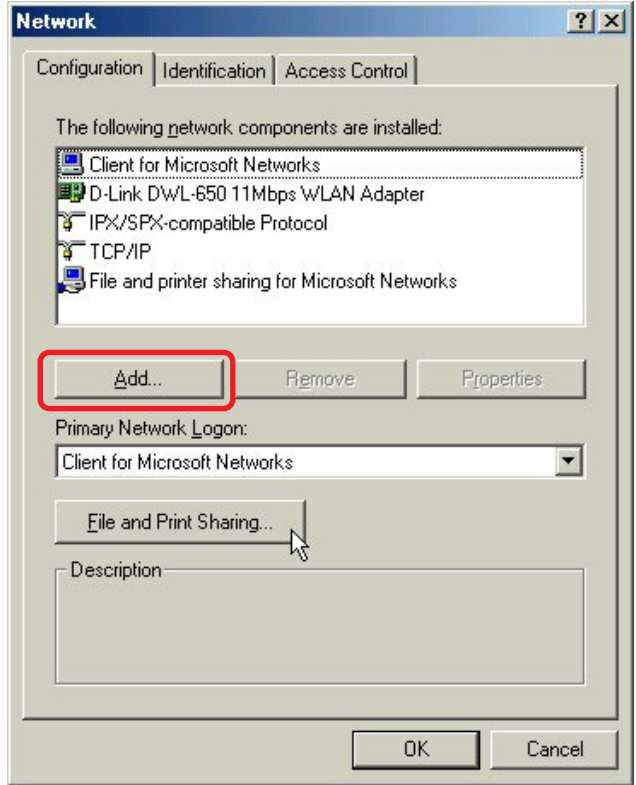 Network
Configuration Identification Access Control
The following network components are installed:
Client for Microsoft Networks
D-Link DWL-650 11Mbps WLAN Adapter
IPX/SPX-compatible Protocol
TCP/IP
File and printer sharing for Microsoft Networks
Add... Remove Properties
Primary Network Logon:
Client for Microsoft Networks
File and Print Sharing...
Description
OK Cancel